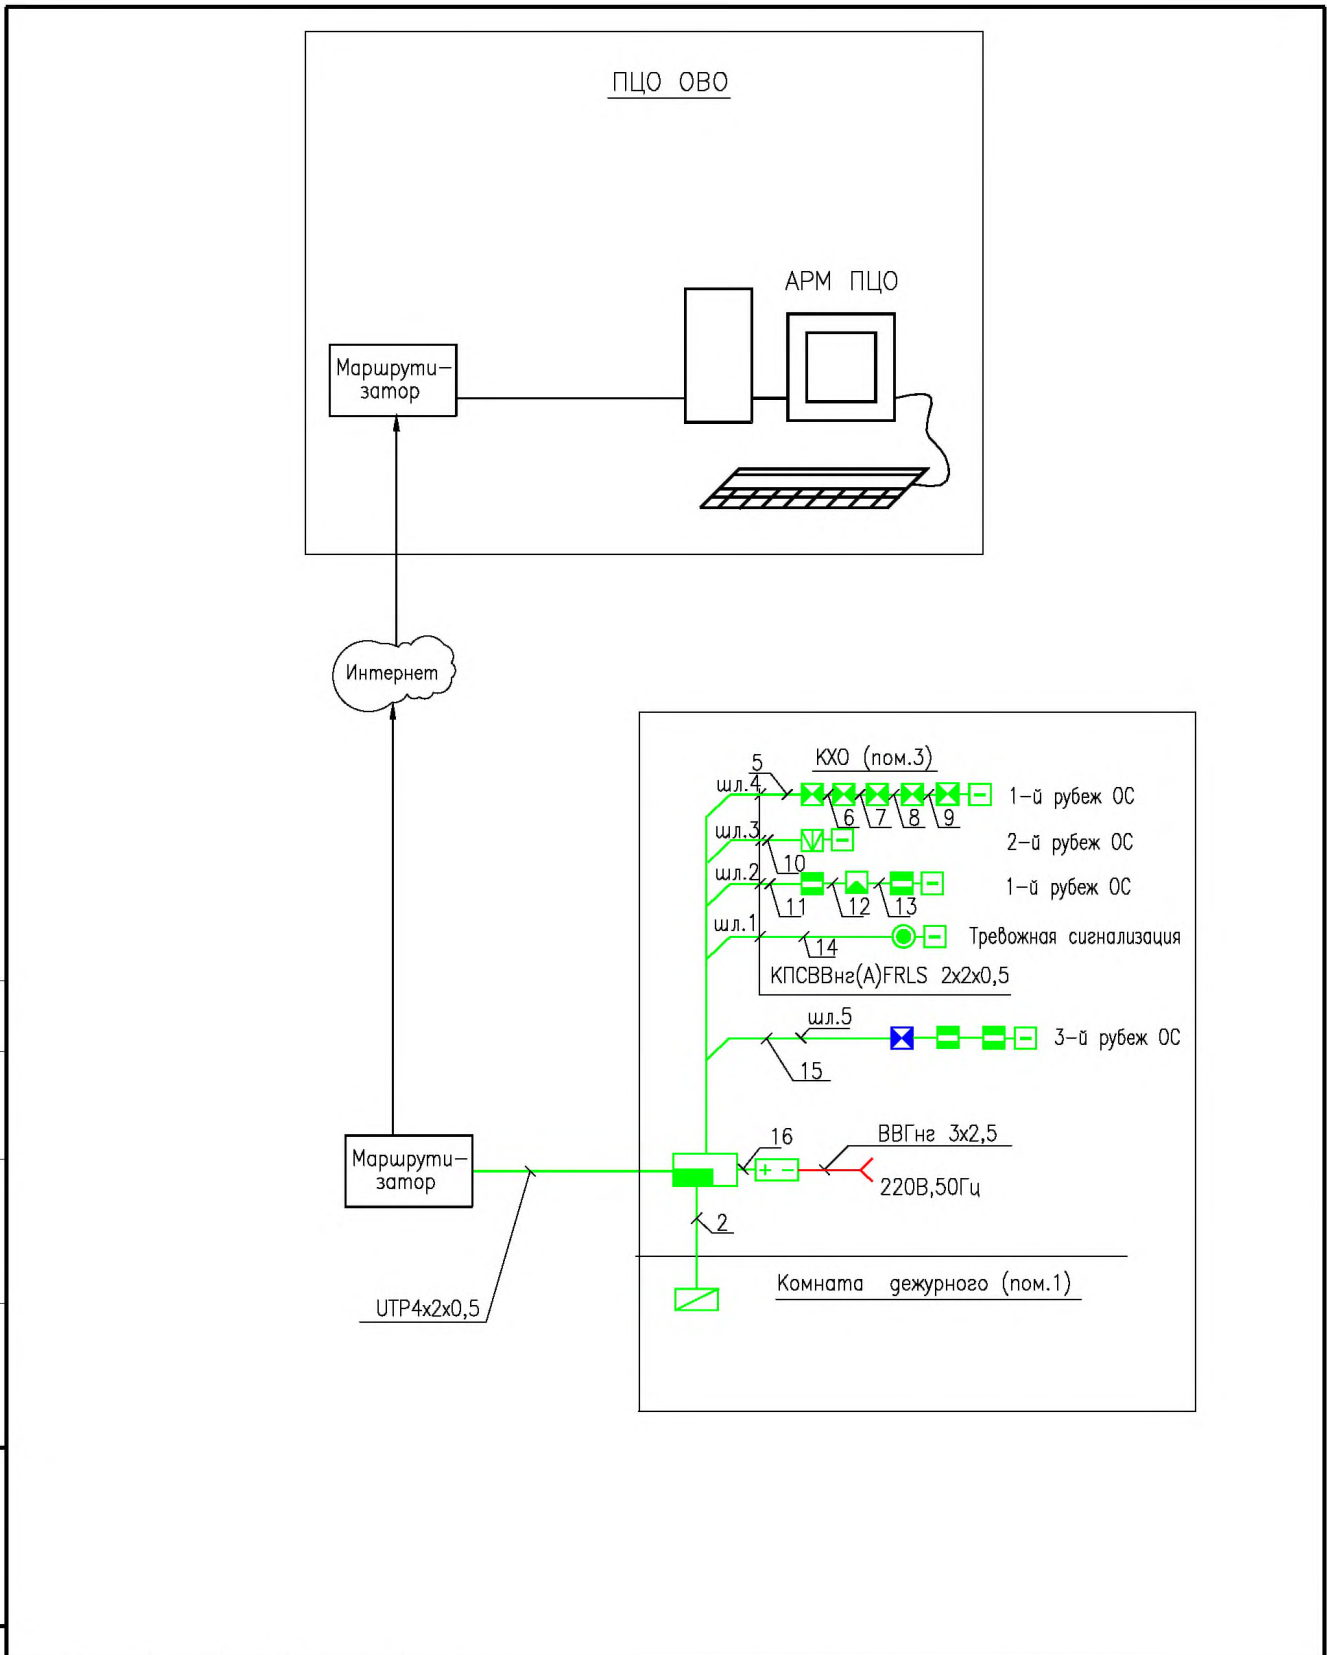 ПЦО ОВО
АРМ ПЦО
Маршрути-
затор
Интернет
КХО (пом.3)
5
шл.4
1-й рубеж ОС
6
7
8
9
шл.3
2-й рубеж ОС
10
шл.2
1-й рубеж ОС
11
12
13
шл.1
Тревожная сигнализация
14
КПСВВнг(А)FRLS 2x2x0,5
шл.5
3-й рубеж ОС
15
16
ВВГнг 3x2,5
+ -
220В,50Гц
Маршрути-
затор
2
Комната дежурного (пом.1)
UTP4x2x0,5